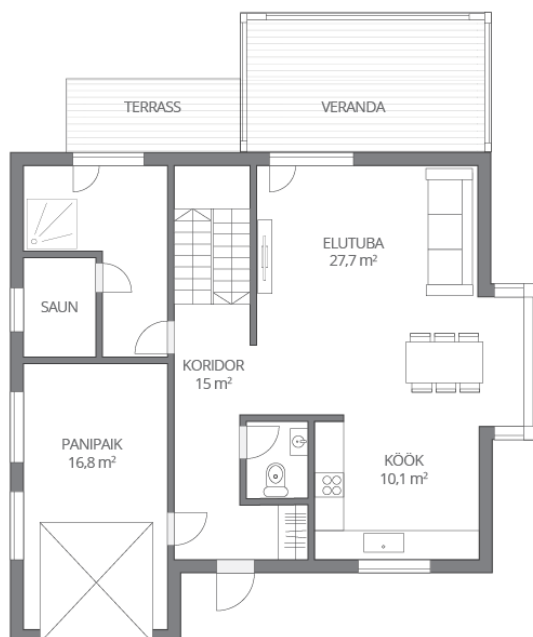 TERRASS
VERANDA
ELUTUBA
27,7 m²
SAUN
KORIDOR
15 m²
PANIPAIK
16,8 m²
KÖÖK
10,1 m²